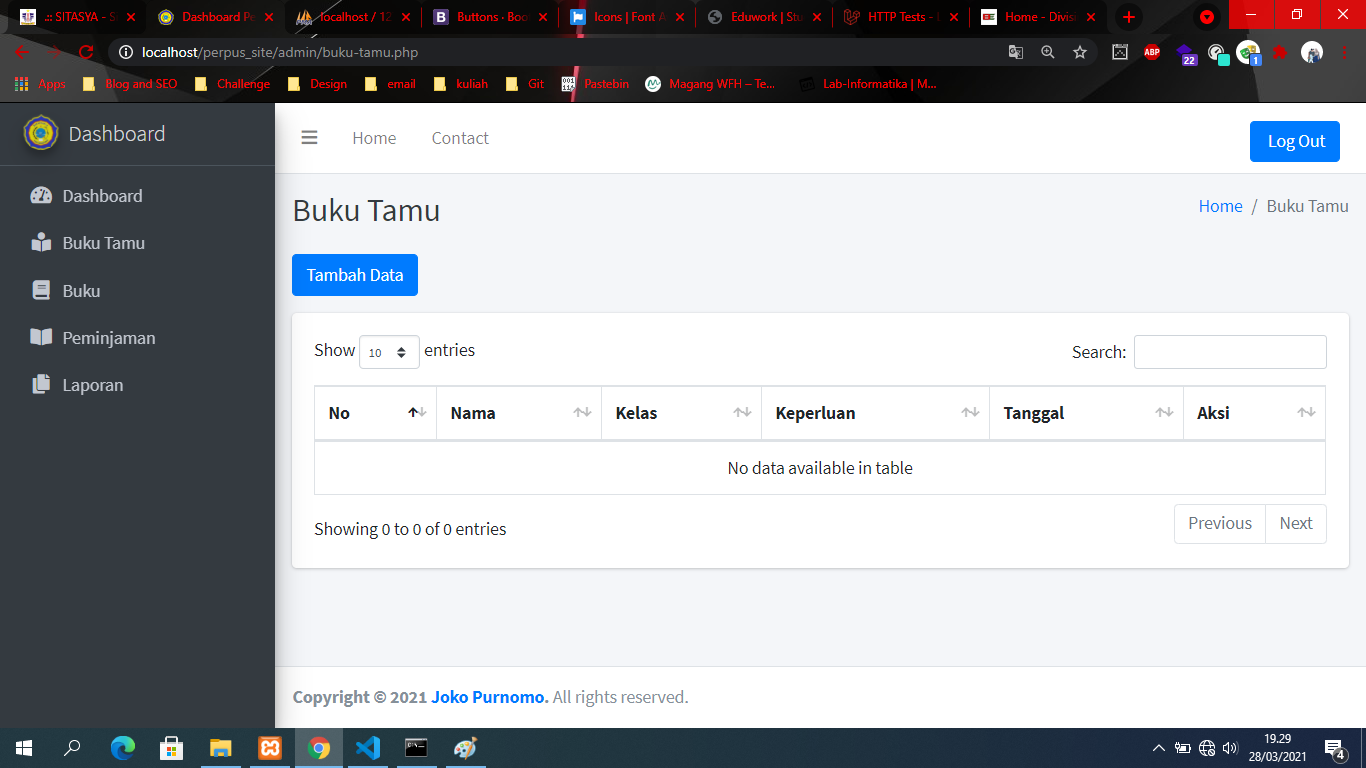 .:: SITASYA - S
Dashboard Pe
localhost / 12
Buttons · Boo
Icons | Font A
Eduwork | Stu
HTTP Tests - L
Home - Divis
localhost/perpus_site/admin/buku-tamu.php
ABP
22
1
Apps
Blog and SEO
Challenge
Design
email
kuliah
Git
Pastebin
Magang WFH – Te...
Lab-Informatika | M...
Dashboard
Home
Contact
Log Out
Dashboard
Buku Tamu
Buku
Peminjaman
Laporan
Buku Tamu
Home / Buku Tamu
Tambah Data
Show 10 entries
Search:
No Nama Kelas Keperluan Tanggal Aksi
No data available in table
Showing 0 to 0 of 0 entries
Previous Next
Copyright © 2021 Joko Purnomo. All rights reserved.
19.29
28/03/2021
4